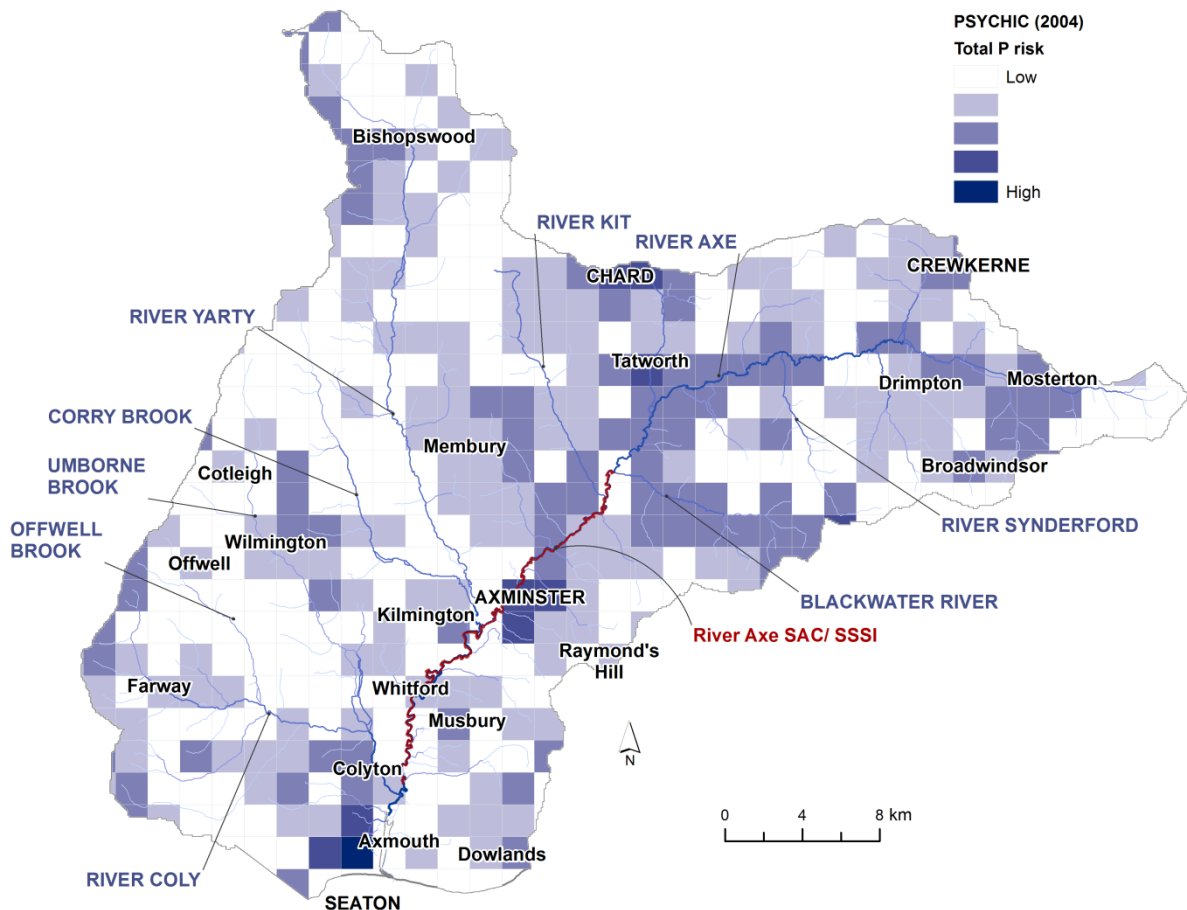 PSYCHIC (2004)
Total P risk
Low
High
Bishopswood
RIVER KIT
RIVER AXE
CHARD
CREWKERNE
RIVER YARTY
Tatworth
Drimpton
Mosterton
CORRY BROOK
Membury
UMBORNE
BROOK
Cotleigh
Broadwindsor
OFFWELL
BROOK
Wilmington
RIVER SYNDERFORD
Offwell
AXMINSTER
BLACKWATER RIVER
Kilmington
River Axe SAC/ SSSI
Raymond's
Hill
Farway
Whitford
Musbury
N
Colyton
0 4 8 km
Axmouth
Dowlands
RIVER COLY
SEATON